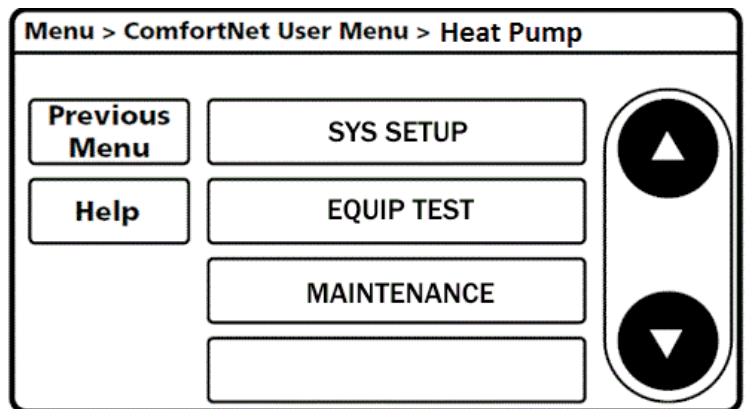 Menu > ComfortNet User Menu > Heat Pump
Previous
Menu
SYS SETUP
Help
EQUIP TEST
MAINTENANCE